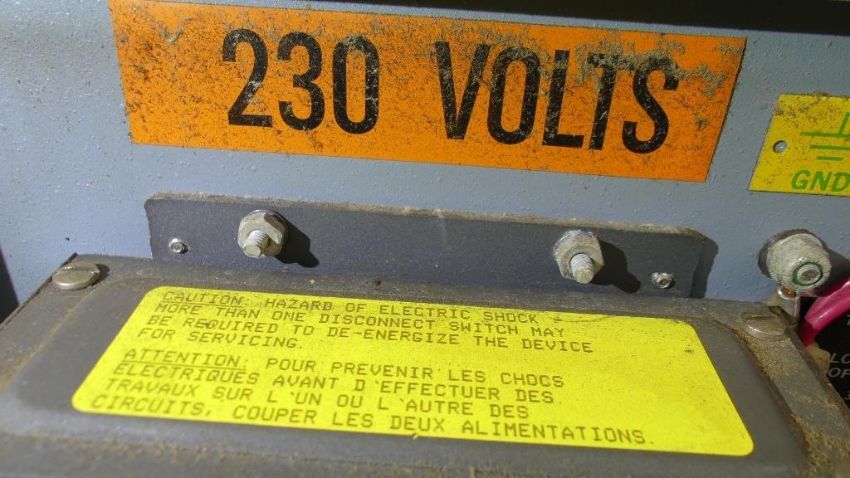 230 VOLTS
GND
CAUTION: HAZARD OF ELECTRIC SHOCK -
MORE THAN ONE DISCONNECT SWITCH MAY
BE REQUIRED TO DE-ENERGIZE THE DEVICE
FOR SERVICING.
ATTENTION: POUR PREVENIR LES CHOCS
ÉLECTRIQUES AVANT D'EFFECTUER DES
TRAVAUX SUR L'UN OU L'AUTRE DES
CIRCUITS, COUPER LES DEUX ALIMENTATIONS.